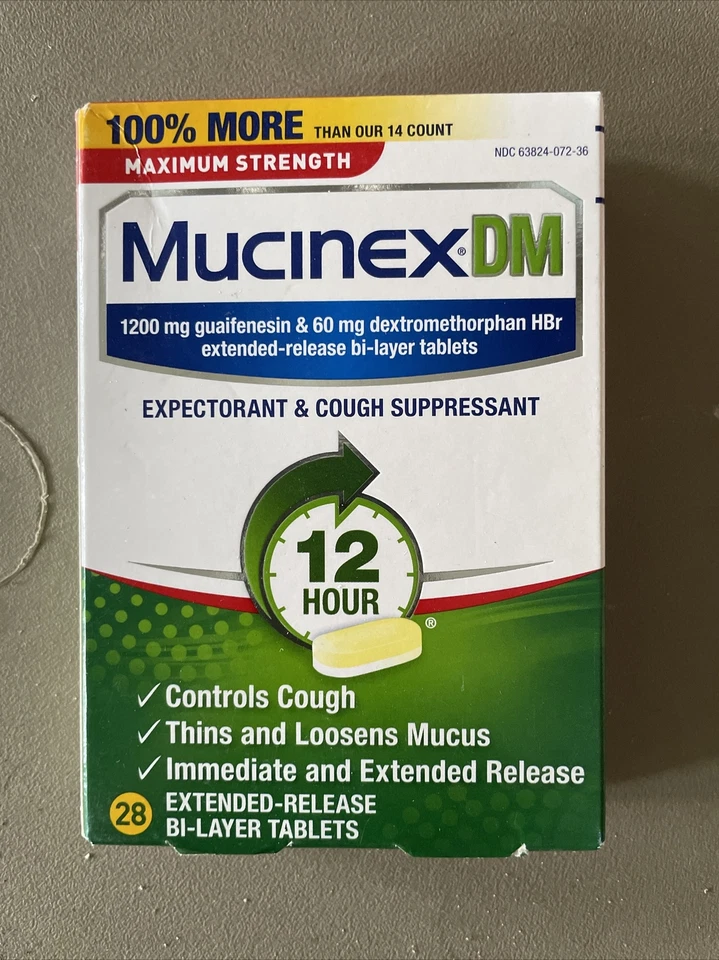 100% MORE THAN OUR 14 COUNT
MAXIMUM STRENGTH
NDC 63824-072-36
Mucinex® DM
1200 mg guaifenesin & 60 mg dextromethorphan HBr
extended-release bi-layer tablets
EXPECTORANT & COUGH SUPPRESSANT
12
HOUR
®
✓ Controls Cough
✓ Thins and Loosens Mucus
✓ Immediate and Extended Release
28 EXTENDED-RELEASE
BI-LAYER TABLETS